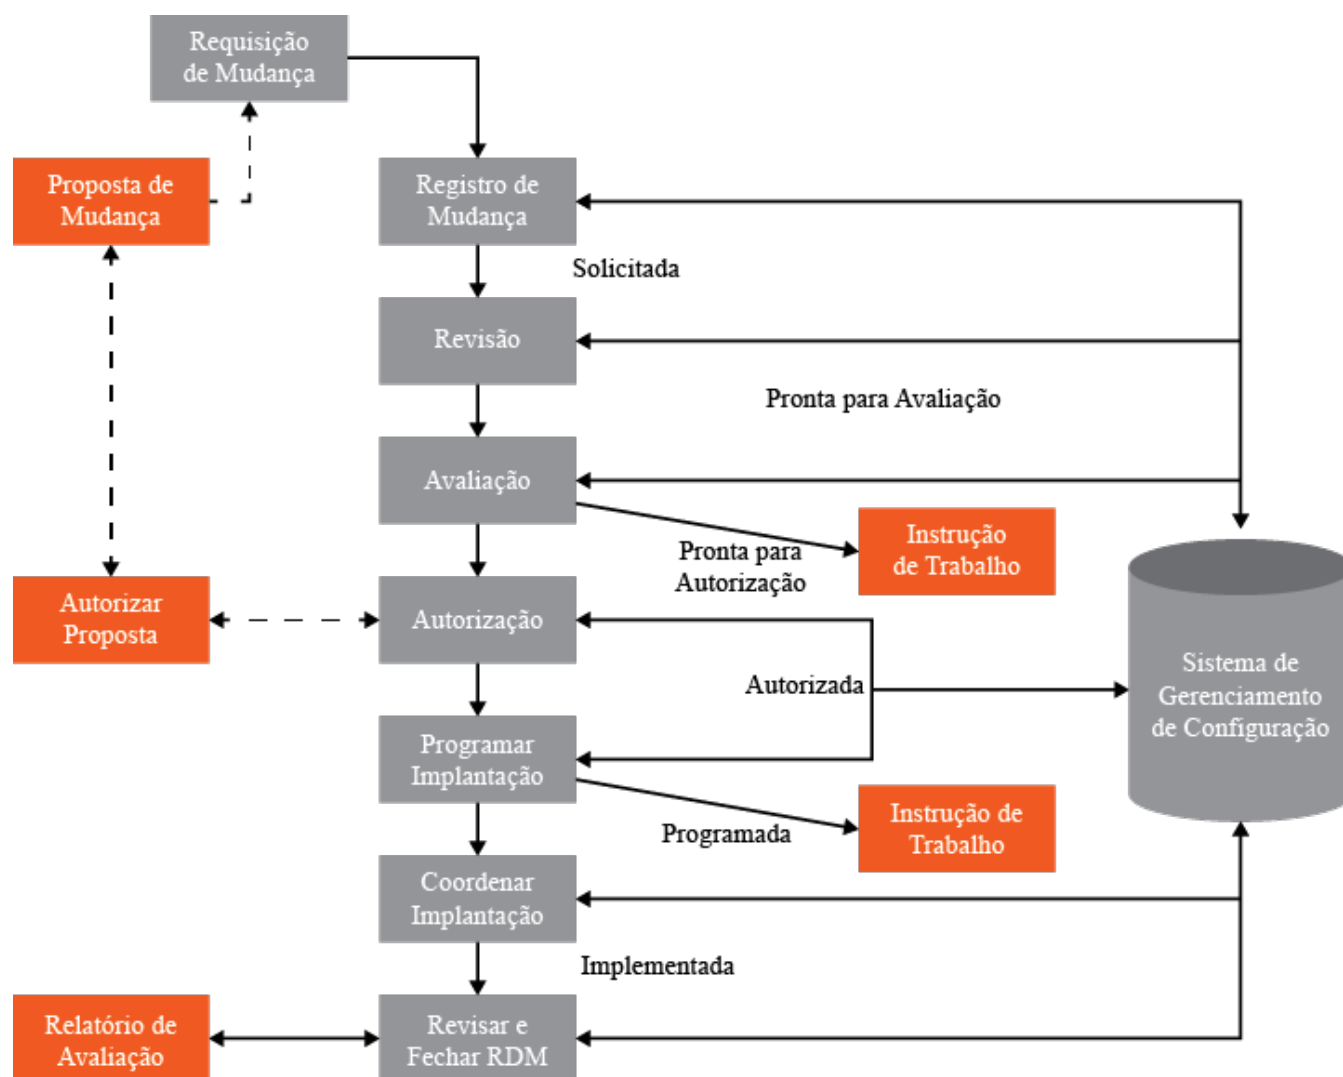 Requisição
de Mudança
Proposta de
Mudança
Registro de
Mudança
Solicitada
Revisão
Pronta para Avaliação
Avaliação
Instrução
de Trabalho
Pronta para
Autorização
Autorizar
Proposta
Autorização
Sistema de
Gerenciamento
de Configuração
Autorizada
Programar
Implantação
Instrução de
Trabalho
Programada
Coordenar
Implantação
Implementada
Relatório de
Avaliação
Revisar e
Fechar RDM